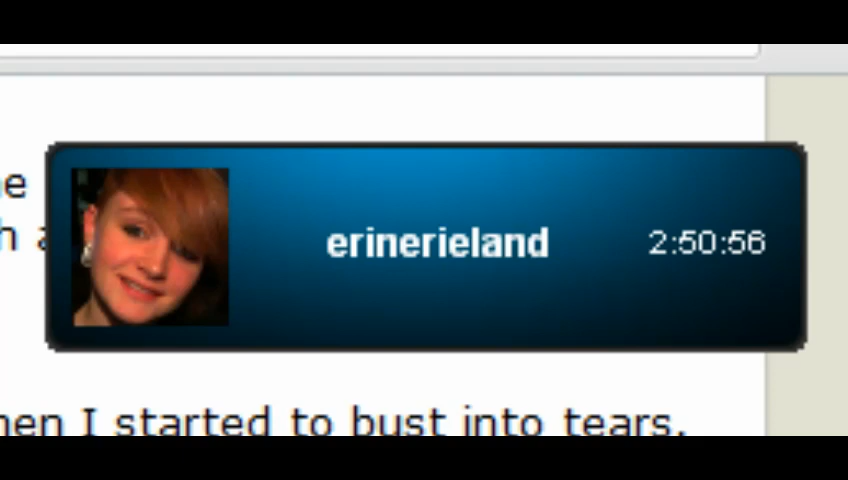 e
h a
erinerieland
2:50:56
hen I started to bust into tears.